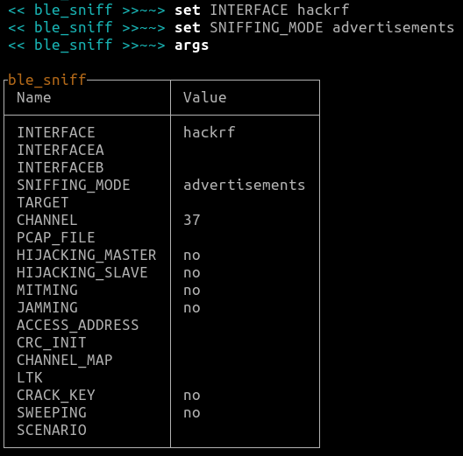 << ble_sniff >>~~> set INTERFACE hackrf
<< ble_sniff >>~~> set SNIFFING_MODE advertisements
<< ble_sniff >>~~> args
ble_sniff
Name Value
INTERFACE hackrf
INTERFACEA
INTERFACEB
SNIFFING_MODE advertisements
TARGET
CHANNEL 37
PCAP_FILE
HIJACKING_MASTER no
HIJACKING_SLAVE no
MITMING no
JAMMING no
ACCESS_ADDRESS
CRC_INIT
CHANNEL_MAP
LTK
CRACK_KEY no
SWEEPING no
SCENARIO